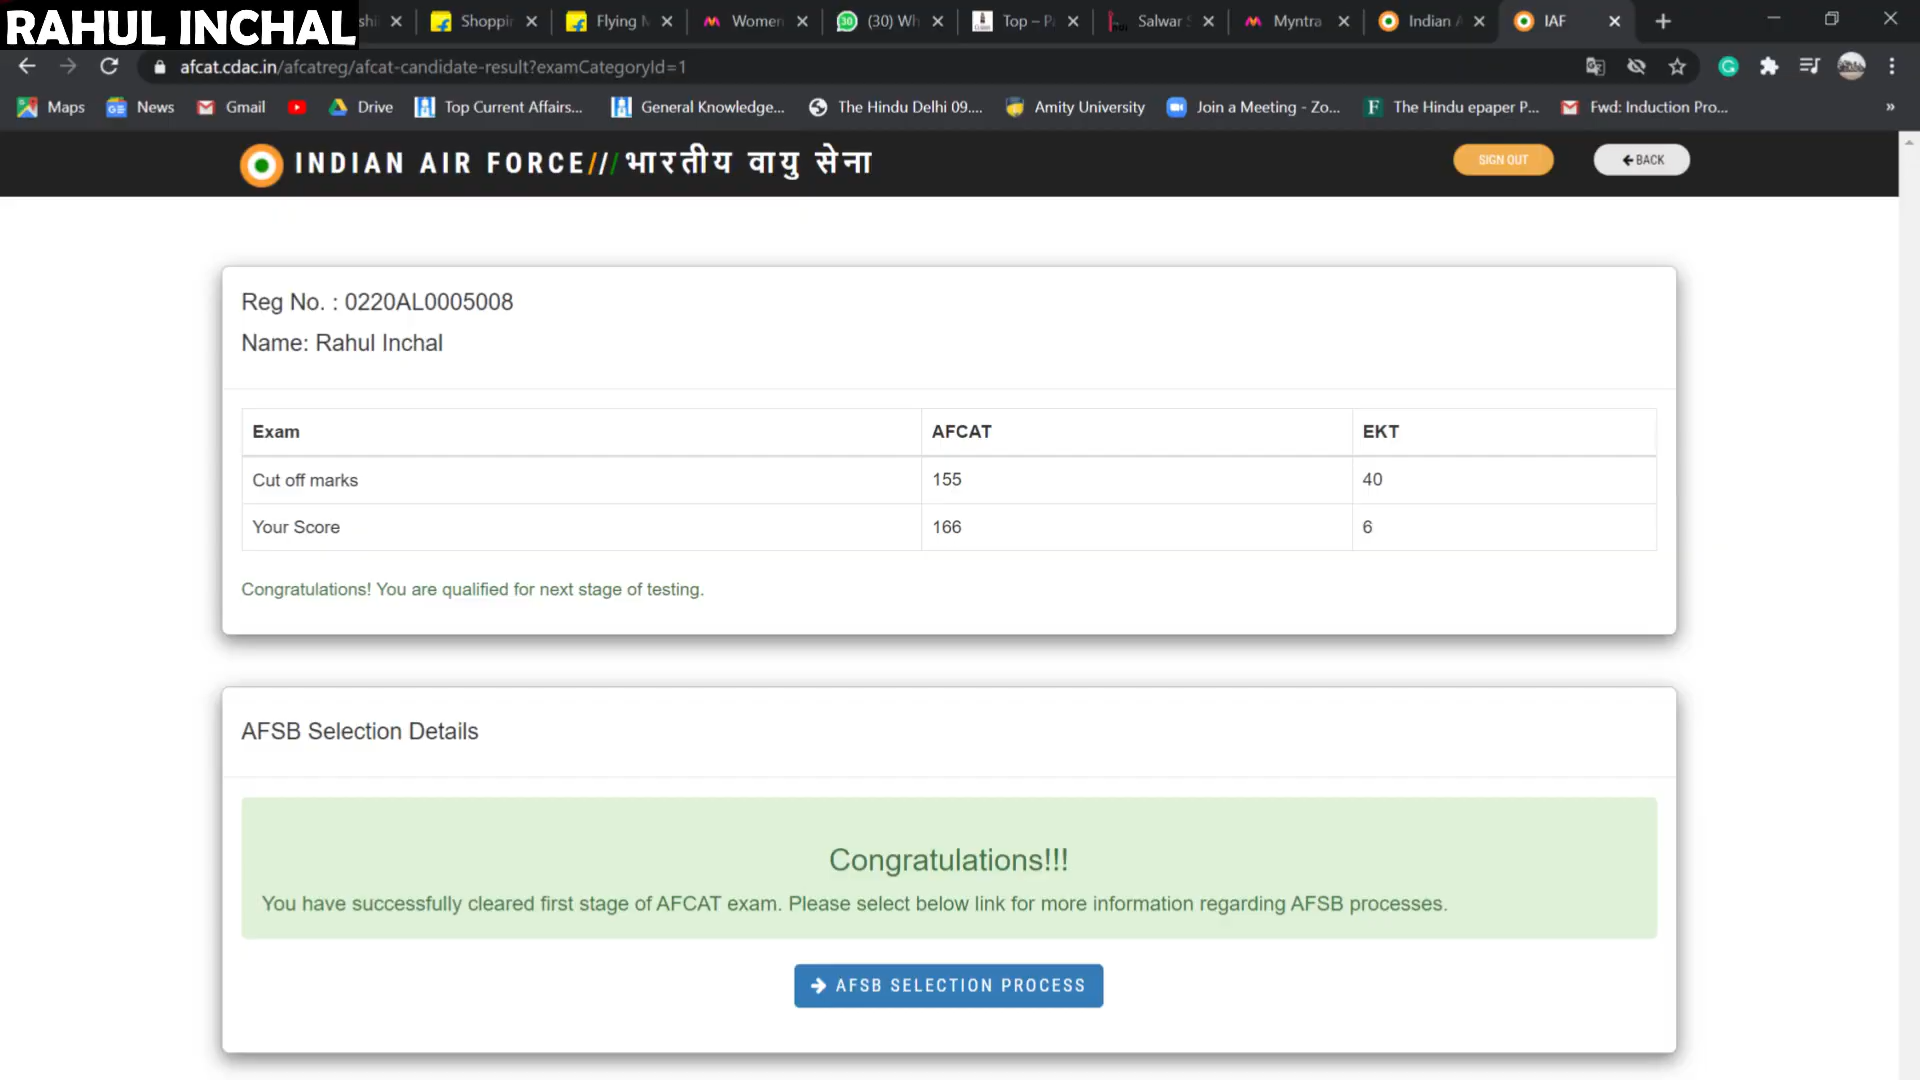 RAHUL INCHAL
Shoppin
Flying M
Women
(30) Wh
Top – P
Salwar S
Myntra
Indian A
IAF
afcat.cdac.in/afcatreg/afcat-candidate-result?examCategoryId=1
Maps
News
Gmail
Drive
Top Current Affairs...
General Knowledge...
The Hindu Delhi 09....
Amity University
Join a Meeting - Zo...
The Hindu epaper P...
Fwd: Induction Pro...
»
INDIAN AIR FORCE///भारतीय वायु सेना
SIGN OUT
BACK
Reg No. : 0220AL0005008
Name: Rahul Inchal
Exam AFCAT EKT
Cut off marks 155 40
Your Score 166 6
Congratulations! You are qualified for next stage of testing.
AFSB Selection Details
Congratulations!!!
You have successfully cleared first stage of AFCAT exam. Please select below link for more information regarding AFSB processes.
AFSB SELECTION PROCESS